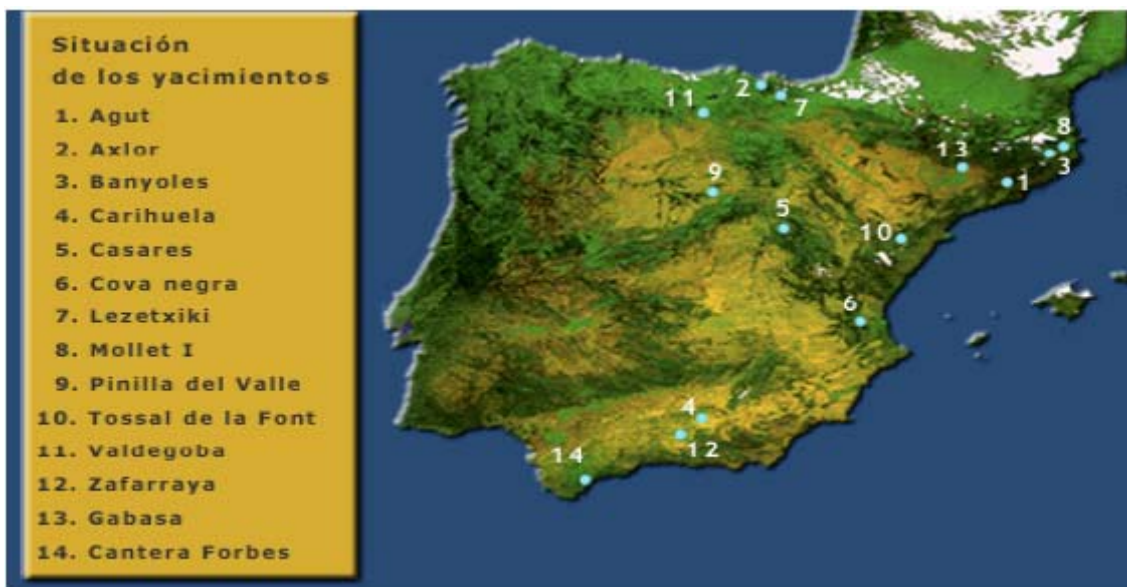 Situación
de los yacimientos
1. Agut
2. Axlor
3. Banyoles
4. Carihuela
5. Casares
6. Cova negra
7. Lezetxiki
8. Mollet I
9. Pinilla del Valle
10. Tossal de la Font
11. Valdegoba
12. Zafarraya
13. Gabasa
14. Cantera Forbes
2
11
7
8
13
3
9
1
5
10
6
4
14
12